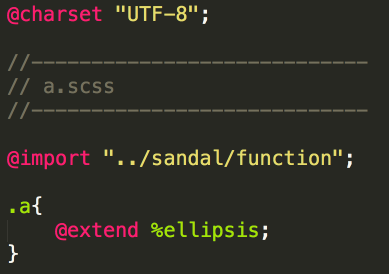 @charset "UTF-8";
//----------------------------
// a.scss
//----------------------------
@import "../sandal/function";
.a{
    @extend %ellipsis;
}